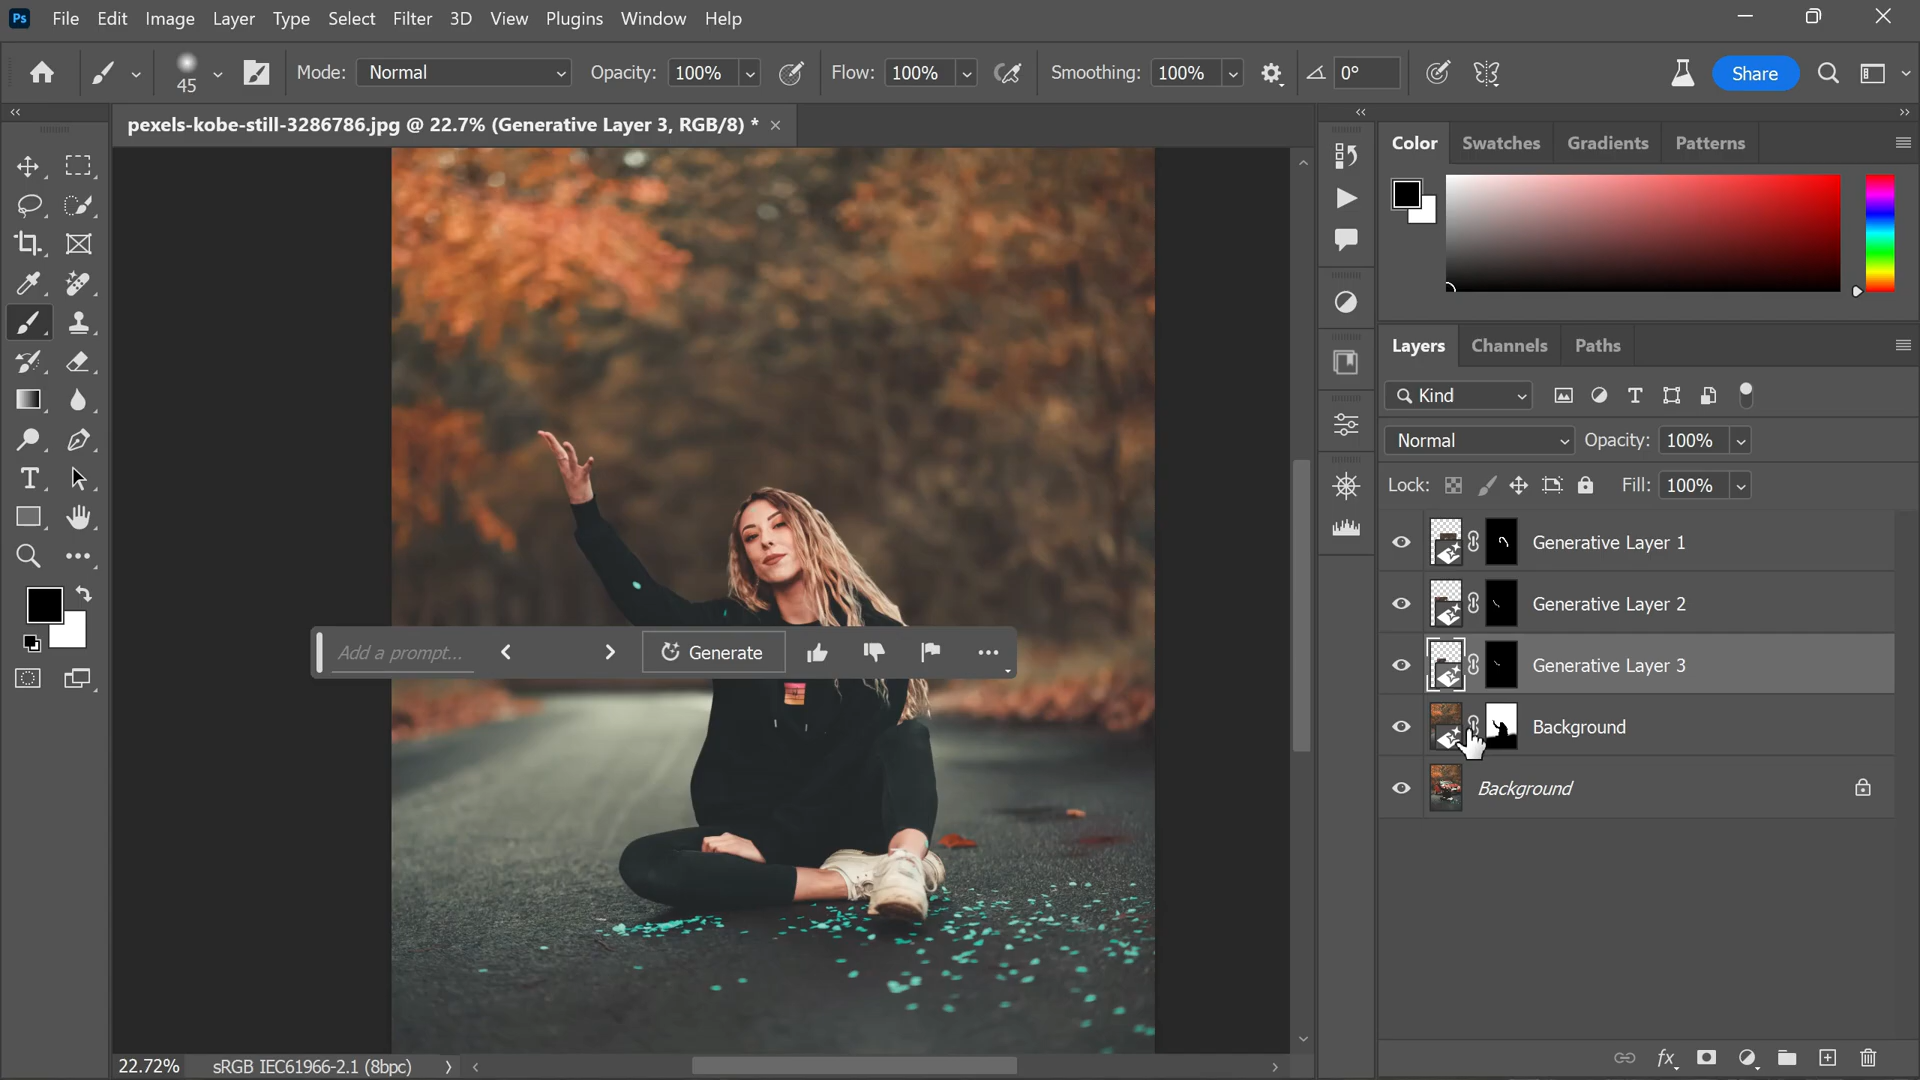 Ps File Edit Image Layer Type Select Filter 3D View Plugins Window Help
45 Mode: Normal Opacity: 100% Flow: 100% Smoothing: 100% 0° Share
pexels-kobe-still-3286786.jpg @ 22.7% (Generative Layer 3, RGB/8) *
Color Swatches Gradients Patterns
Layers Channels Paths
Kind
Normal Opacity: 100%
Lock: Fill: 100%
Generative Layer 1
Generative Layer 2
Add a prompt... Generate
Generative Layer 3
Background
Background
22.72% sRGB IEC61966-2.1 (8bpc)